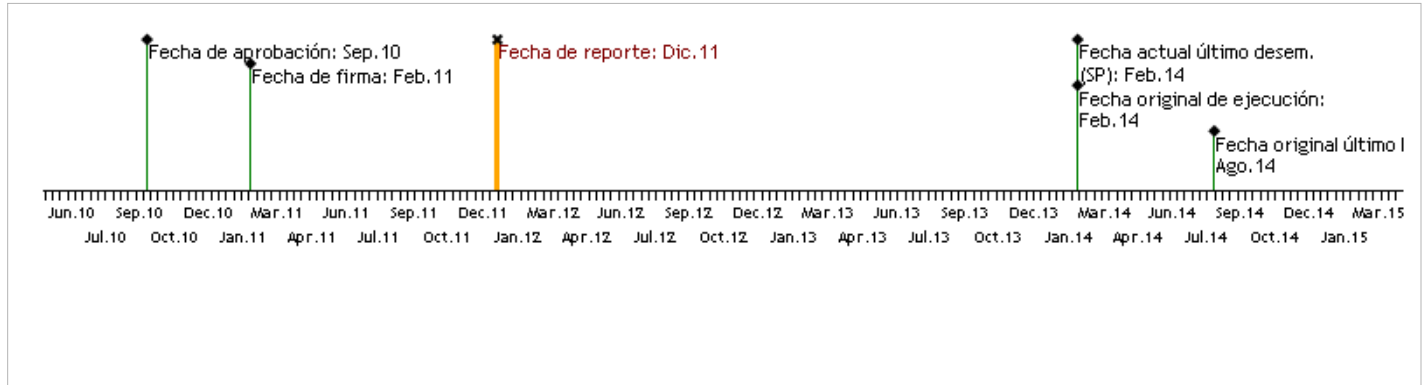 Fecha de aprobación: Sep.10
Fecha de firma: Feb.11
Fecha de reporte: Dic.11
Fecha actual último desem.
(SP): Feb.14
Fecha original de ejecución:
Feb.14
Fecha original último
Ago.14
Jun.10 Sep.10 Dec.10 Mar.11 Jun.11 Sep.11 Dec.11 Mar.12 Jun.12 Sep.12 Dec.12 Mar.13 Jun.13 Sep.13 Dec.13 Mar.14 Jun.14 Sep.14 Dec.14 Mar.15
Jul.10 Oct.10 Jan.11 Apr.11 Jul.11 Oct.11 Jan.12 Apr.12 Jul.12 Oct.12 Jan.13 Apr.13 Jul.13 Oct.13 Jan.14 Apr.14 Jul.14 Oct.14 Jan.15